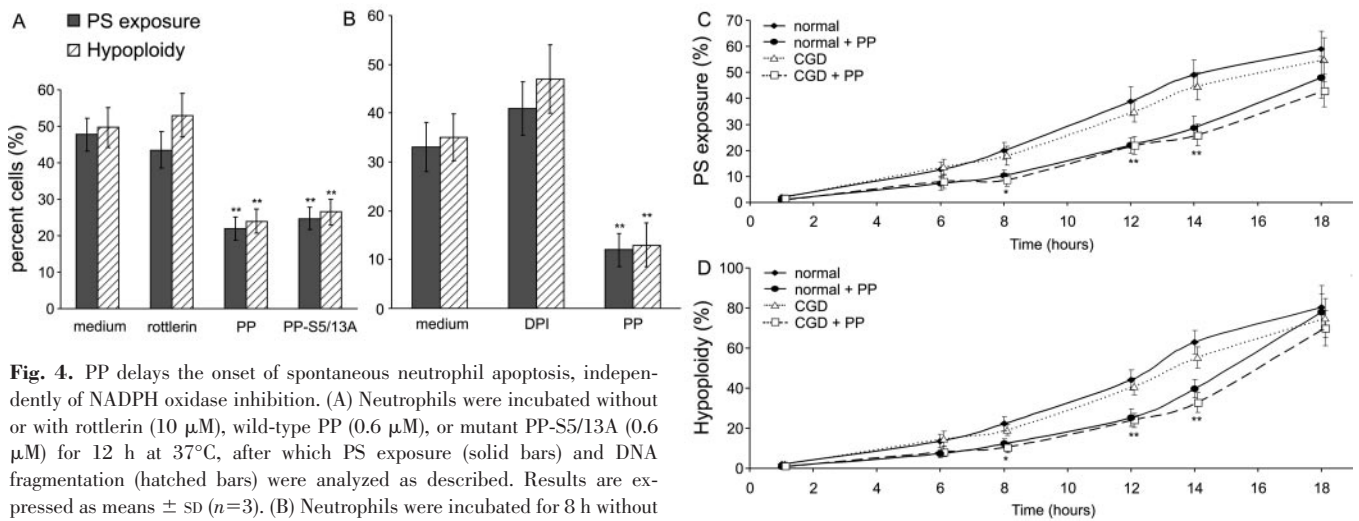 A
PS exposure
Hypoploidy
percent cells (%)
60
50
40
30
20
10
0
** ** ** **
medium rottlerin PP PP-S5/13A
B
60
50
40
30
20
10
0
** **
medium DPI PP
Fig. 4. PP delays the onset of spontaneous neutrophil apoptosis, indepen-
dently of NADPH oxidase inhibition. (A) Neutrophils were incubated without
or with rottlerin (10 μM), wild-type PP (0.6 μM), or mutant PP-S5/13A (0.6
μM) for 12 h at 37°C, after which PS exposure (solid bars) and DNA
fragmentation (hatched bars) were analyzed as described. Results are ex-
pressed as means ± SD (n=3). (B) Neutrophils were incubated for 8 h without
C
normal
normal + PP
CGD
CGD + PP
PS exposure (%)
70
60
50
40
30
20
10
0
* ** **
0 2 4 6 8 10 12 14 16 18
Time (hours)
D
normal
normal + PP
CGD
CGD + PP
Hypoploidy (%)
100
80
60
40
20
0
* ** **
0 2 4 6 8 10 12 14 16 18
Time (hours)